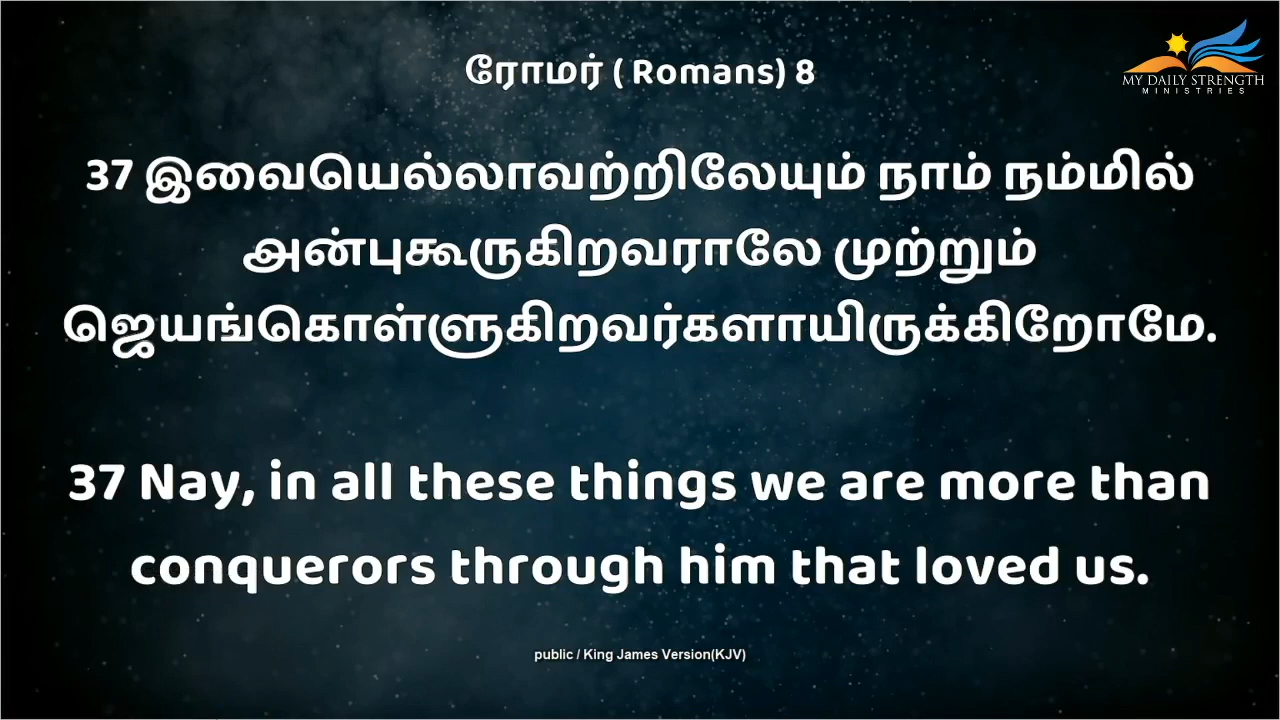 ரோமர் ( Romans) 8
MY DAILY STRENGTH
MINISTRIES
37 இவையெல்லாவற்றிலேயும் நாம் நம்மில்
அன்புகூருகிறவராலே முற்றும்
ஜெயங்கொள்ளுகிறவர்களாயிருக்கிறோமே.
37 Nay, in all these things we are more than
conquerors through him that loved us.
public / King James Version(KJV)